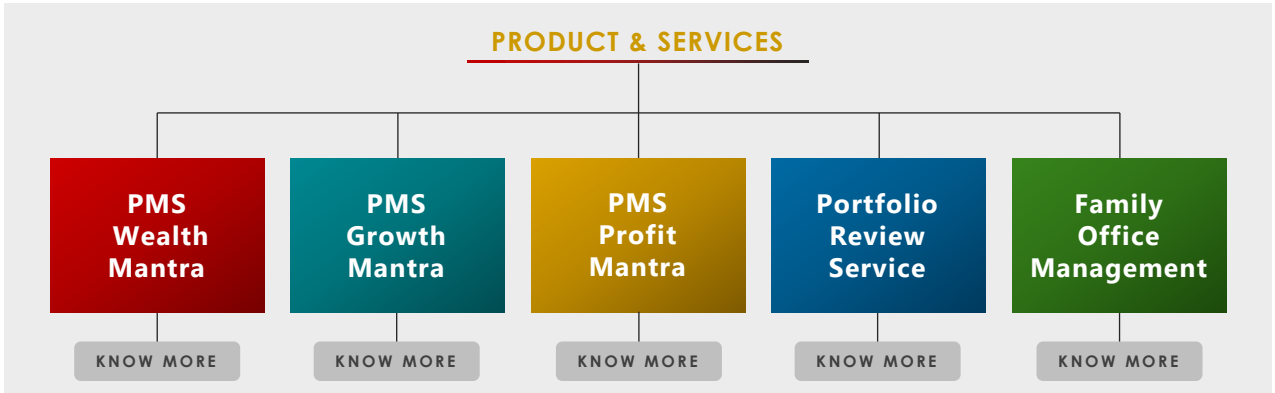 PRODUCT & SERVICES
PMS
Wealth
Mantra
PMS
Growth
Mantra
PMS
Profit
Mantra
Portfolio
Review
Service
Family
Office
Management
KNOW MORE
KNOW MORE
KNOW MORE
KNOW MORE
KNOW MORE